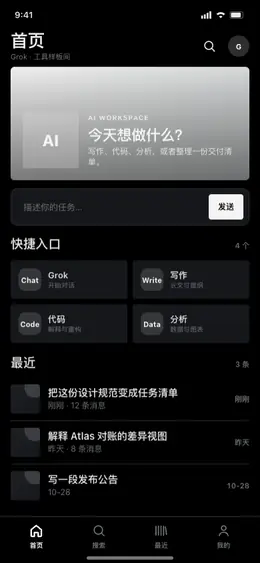 9:41
首页
Grok · 工具样板间
G
AI WORKSPACE
AI
今天想做什么?
写作、代码、分析，或者整理一份交付清
单。
描述你的任务...
发送
快捷入口
4 个
Chat
Grok
开始对话
Write
写作
长文与提纲
Code
代码
解释与重构
Data
分析
数据与图表
最近
3 条
把这份设计规范变成任务清单
刚刚 · 12 条消息
刚刚
解释 Atlas 对账的差异视图
昨天 · 8 条消息
昨天
写一段发布公告
10-28
10-28
首页
搜索
最近
我的